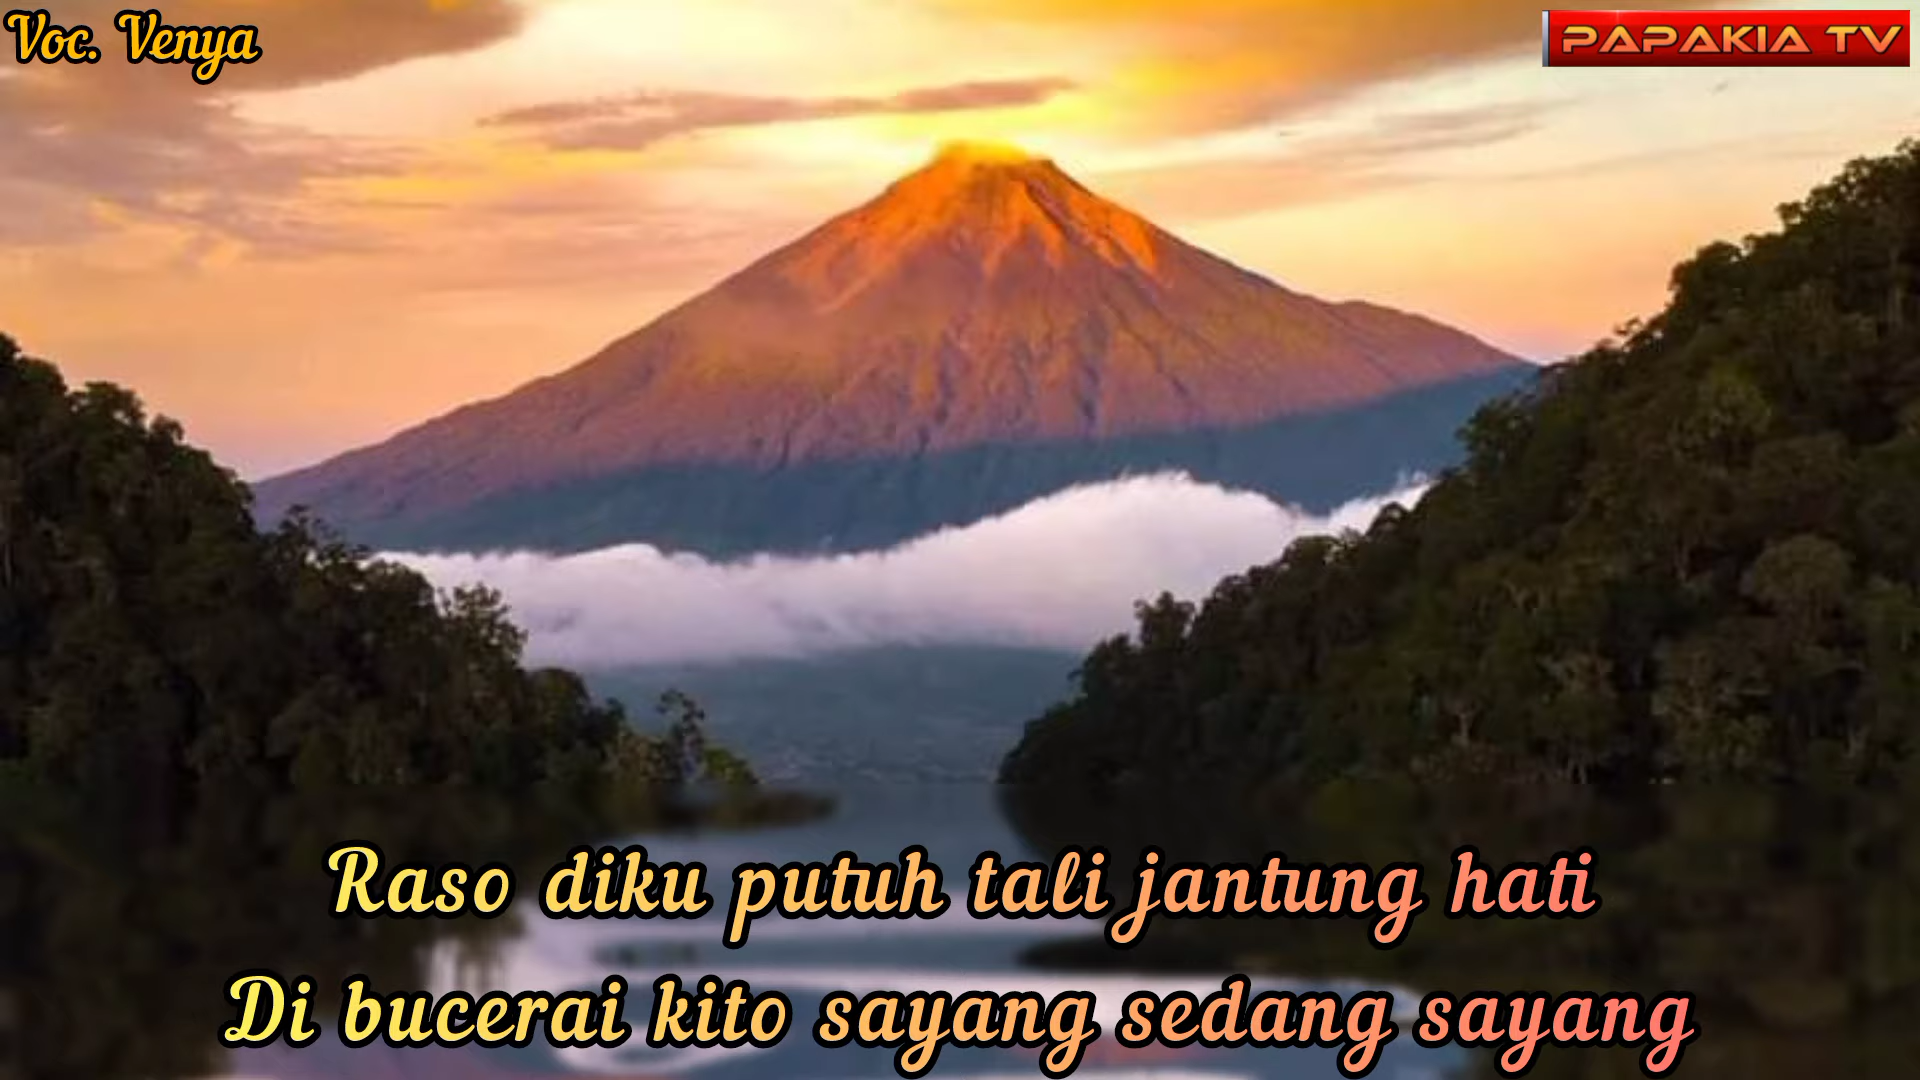 Voc. Venya
PAPAKIA TV
Raso diku putuh tali jantung hati
Di bucerai kito sayang sedang sayang